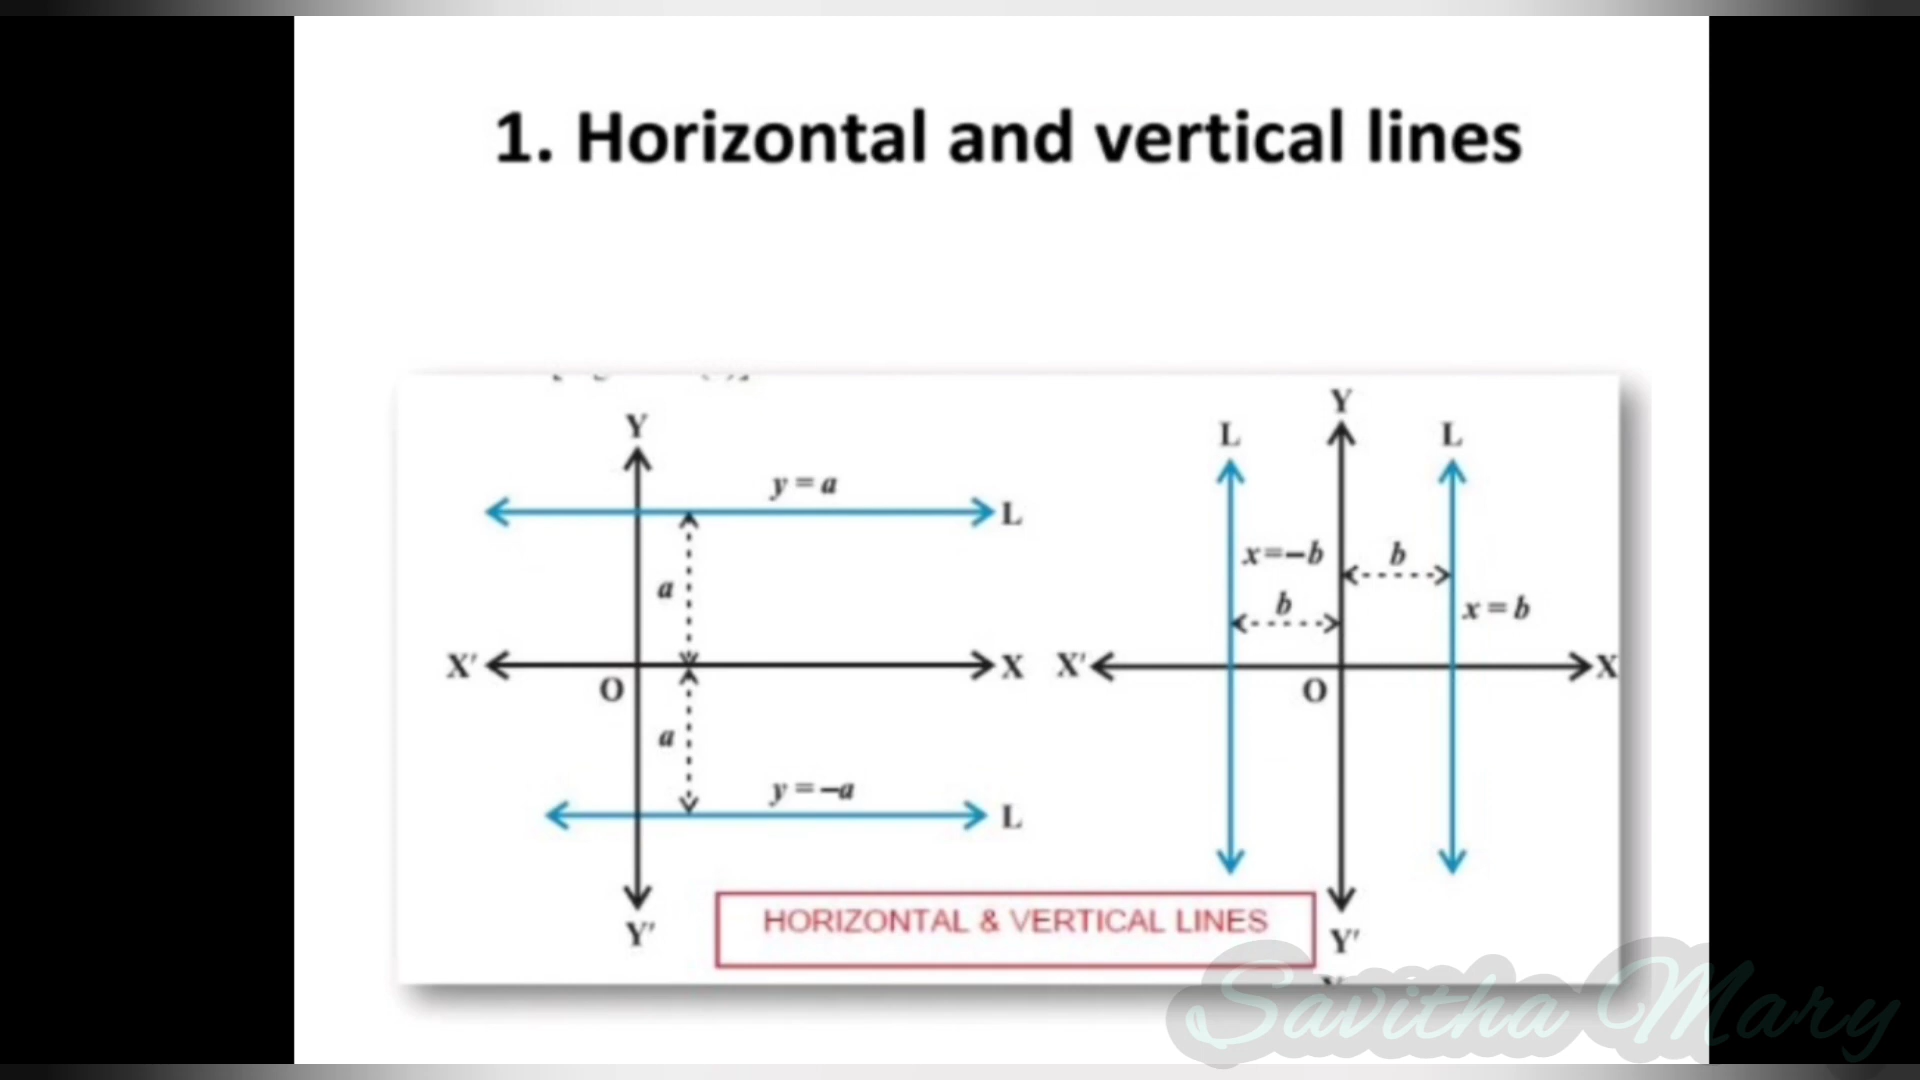 1. Horizontal and vertical lines
Y
y = a
L
a
X′
X
O
a
y = –a
L
Y′
Y
L
L
x=–b
b
b
x = b
X′
X
O
Y′
HORIZONTAL & VERTICAL LINES
Savitha Mary